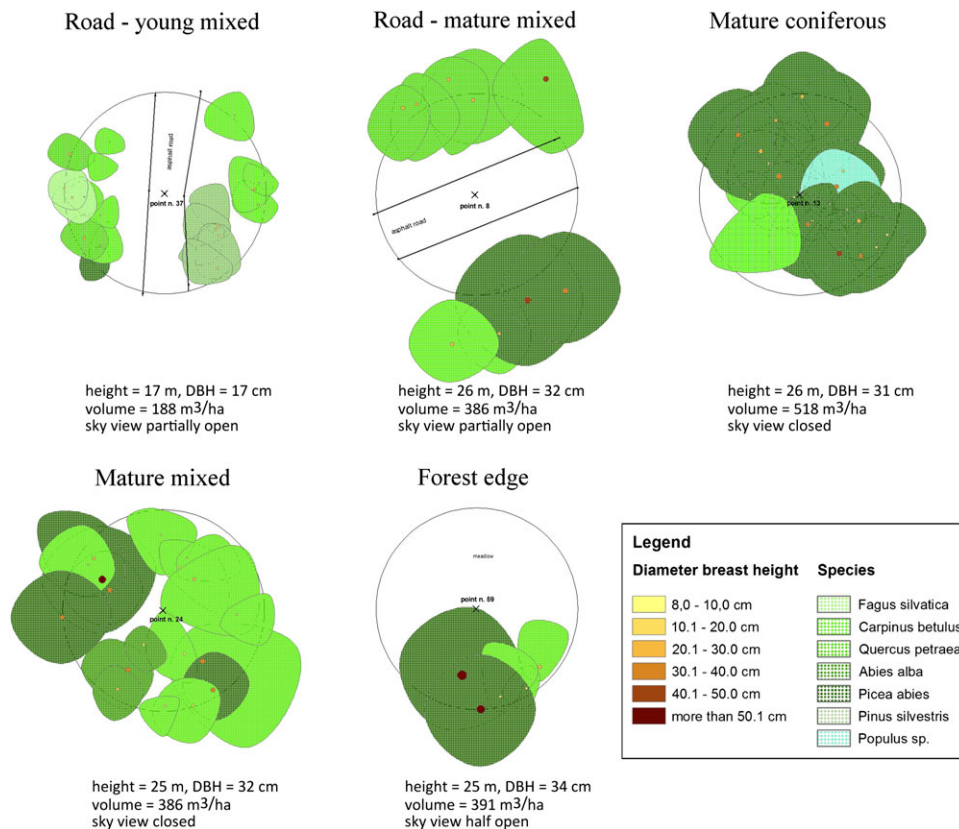 Road - young mixed
asphalt road
point n. 37
height = 17 m, DBH = 17 cm
volume = 188 m³/ha
sky view partially open
Road - mature mixed
point n. 8
asphalt road
height = 26 m, DBH = 32 cm
volume = 386 m³/ha
sky view partially open
Mature coniferous
point n. 13
height = 26 m, DBH = 31 cm
volume = 518 m³/ha
sky view closed
Mature mixed
point n. 24
height = 25 m, DBH = 32 cm
volume = 386 m³/ha
sky view closed
Forest edge
meadow
point n. 59
height = 25 m, DBH = 34 cm
volume = 391 m³/ha
sky view half open
Legend
Diameter breast height
8,0 - 10,0 cm
10.1 - 20.0 cm
20.1 - 30.0 cm
30.1 - 40.0 cm
40.1 - 50.0 cm
more than 50.1 cm
Species
Fagus silvatica
Carpinus betulus
Quercus petraea
Abies alba
Picea abies
Pinus silvestris
Populus sp.